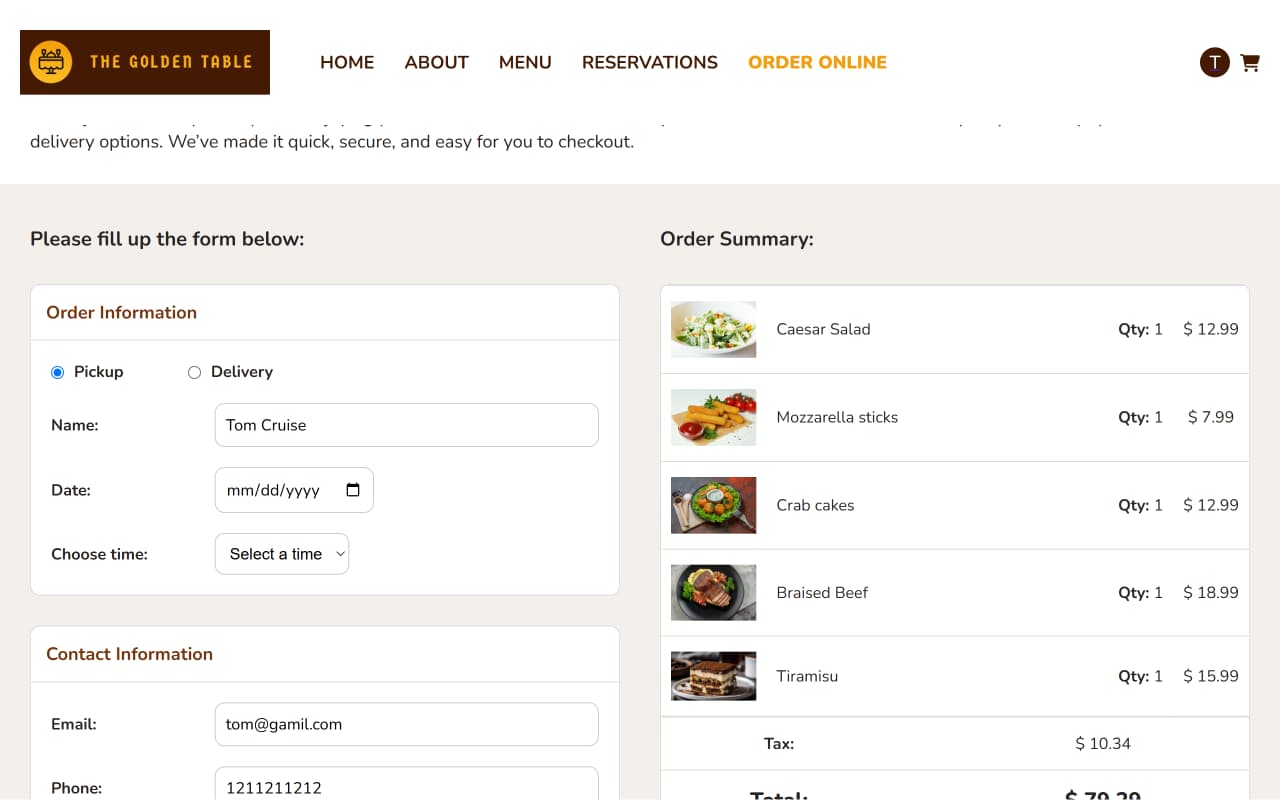 THE GOLDEN TABLE
HOME ABOUT MENU RESERVATIONS ORDER ONLINE
T
delivery options. We’ve made it quick, secure, and easy for you to checkout.
Please fill up the form below:
Order Information
Pickup Delivery
Name: Tom Cruise
Date: mm/dd/yyyy
Choose time: Select a time
Contact Information
Email: tom@gamil.com
Phone: 1211211212
Order Summary:
Caesar Salad Qty: 1 $ 12.99
Mozzarella sticks Qty: 1 $ 7.99
Crab cakes Qty: 1 $ 12.99
Braised Beef Qty: 1 $ 18.99
Tiramisu Qty: 1 $ 15.99
Tax: $ 10.34
Total: $ 79.29